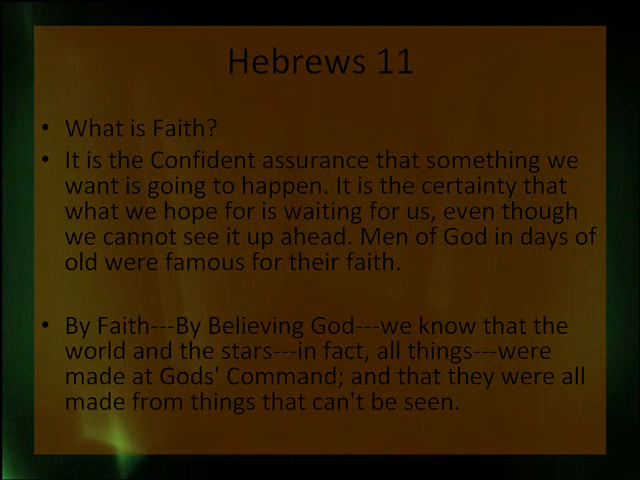 Hebrews 11
• What is Faith?
• It is the Confident assurance that something we
want is going to happen. It is the certainty that
what we hope for is waiting for us, even though
we cannot see it up ahead. Men of God in days of
old were famous for their faith.
• By Faith---By Believing God---we know that the
world and the stars---in fact, all things---were
made at Gods' Command; and that they were all
made from things that can't be seen.